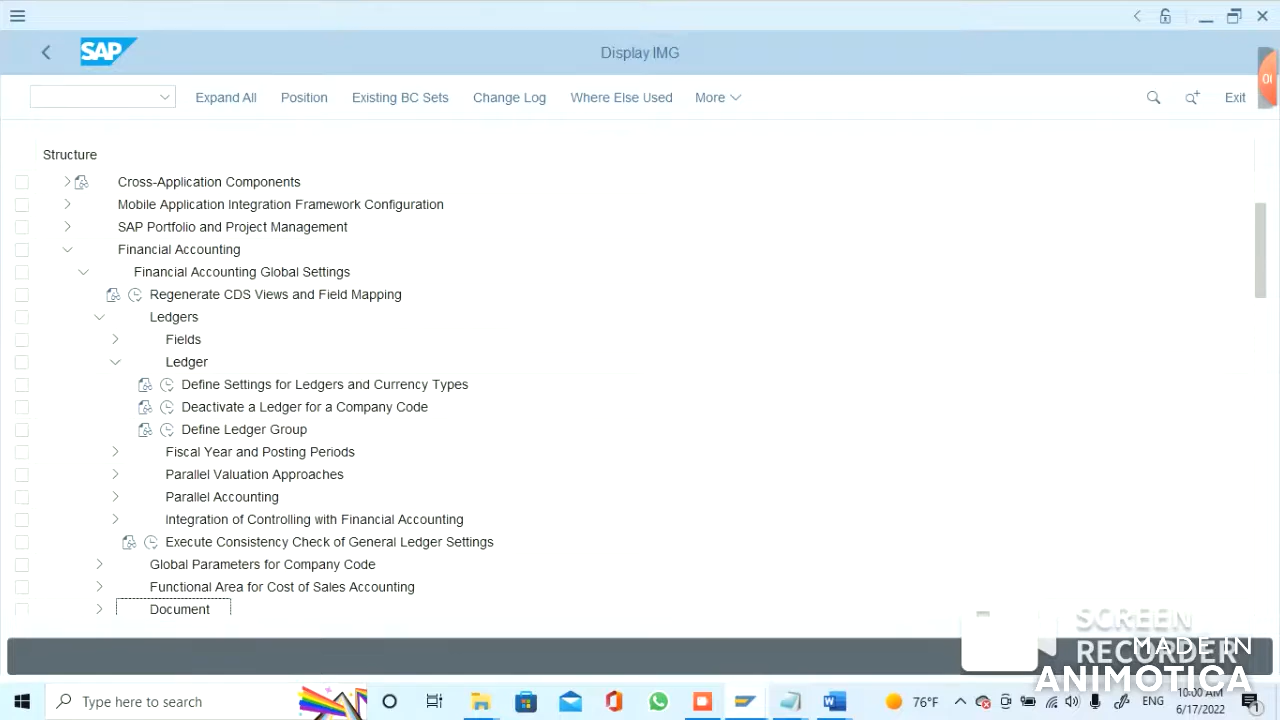 SAP
Display IMG
Expand All
Position
Existing BC Sets
Change Log
Where Else Used
More
Exit
Structure
Cross-Application Components
Mobile Application Integration Framework Configuration
SAP Portfolio and Project Management
Financial Accounting
Financial Accounting Global Settings
Regenerate CDS Views and Field Mapping
Ledgers
Fields
Ledger
Define Settings for Ledgers and Currency Types
Deactivate a Ledger for a Company Code
Define Ledger Group
Fiscal Year and Posting Periods
Parallel Valuation Approaches
Parallel Accounting
Integration of Controlling with Financial Accounting
Execute Consistency Check of General Ledger Settings
Global Parameters for Company Code
Functional Area for Cost of Sales Accounting
Document
SCREEN
RECORDER
MADE IN
ANIMOTICA
Type here to search
76°F
ENG
10:00 AM
6/17/2022